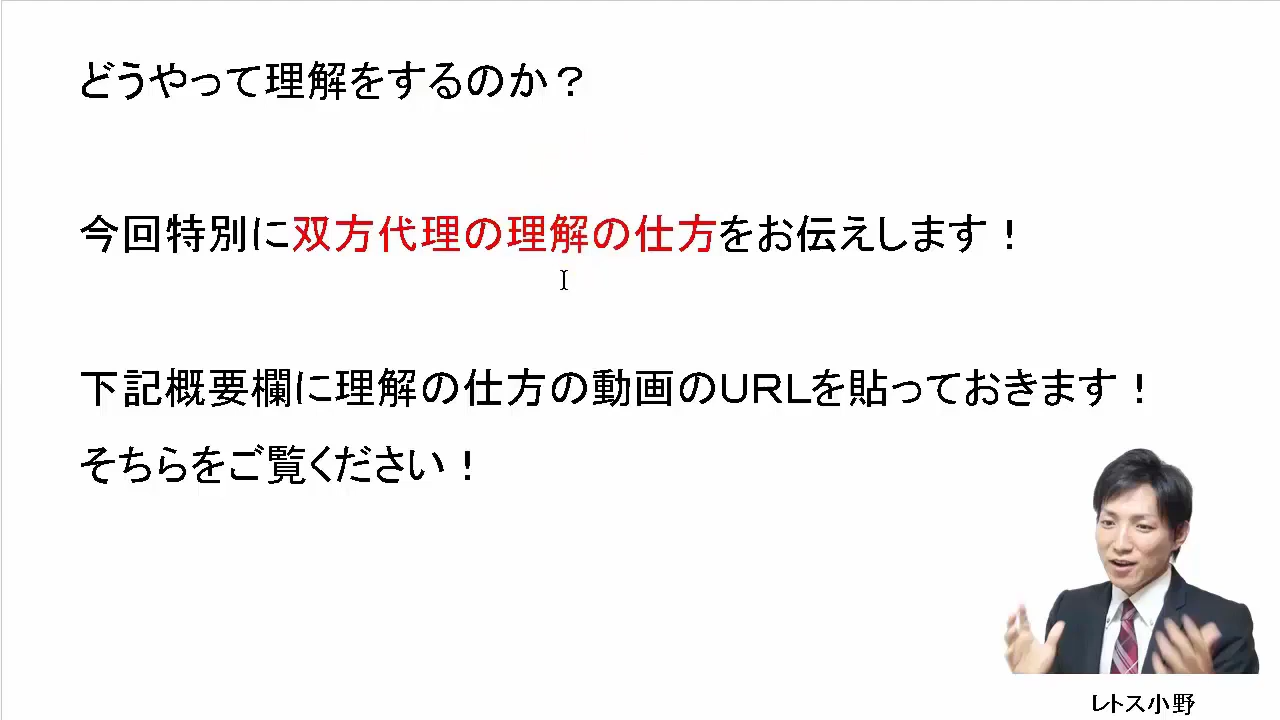 どうやって理解をするのか？
今回特別に双方代理の理解の仕方をお伝えします！
下記概要欄に理解の仕方の動画のＵＲＬを貼っておきます！
そちらをご覧ください！
レトス小野